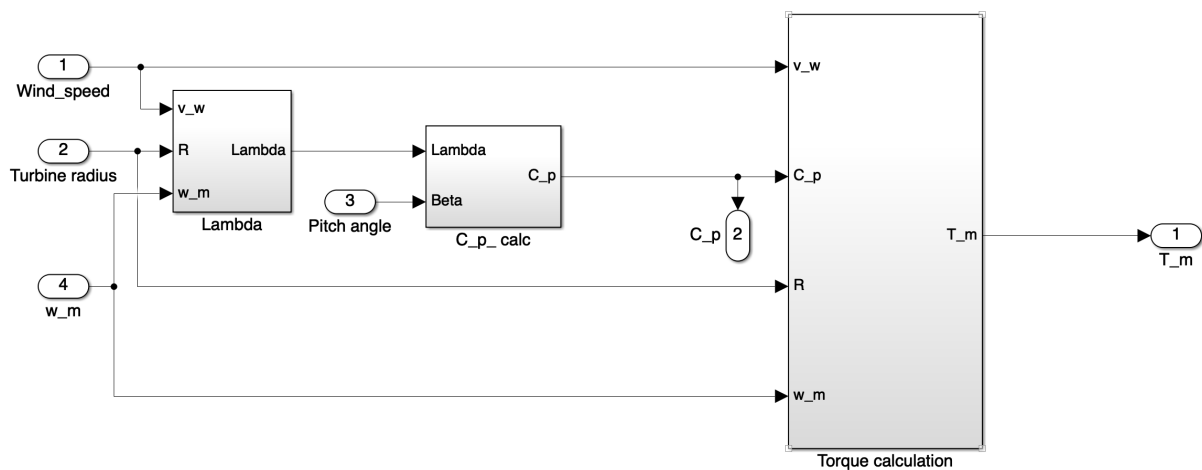 1
Wind_speed
v_w
2
Turbine radius
R
Lambda
w_m
Lambda
3
Pitch angle
Lambda
Beta
C_p
C_p_ calc
C_p
2
4
w_m
v_w
C_p
R
w_m
T_m
Torque calculation
1
T_m